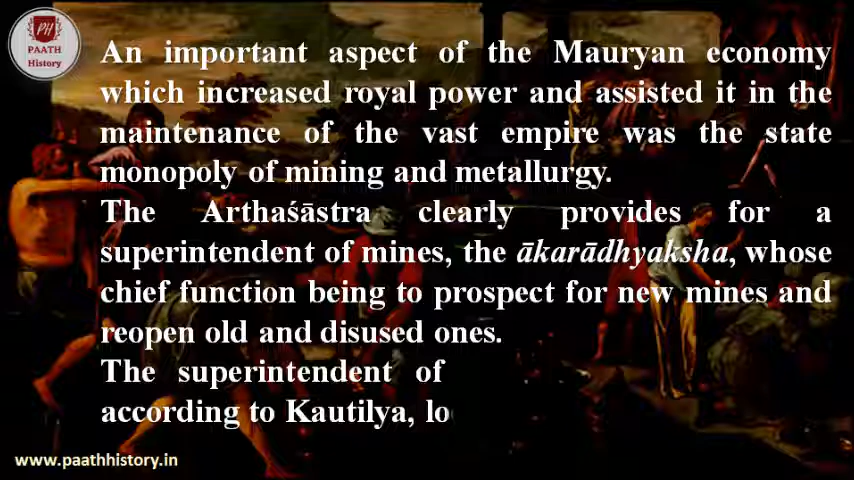 PH
PAATH
History
An important aspect of the Mauryan economy
which increased royal power and assisted it in the
maintenance of the vast empire was the state
monopoly of mining and metallurgy.
The Arthaśāstra clearly provides for a
superintendent of mines, the ākarādhyaksha, whose
chief function being to prospect for new mines and
reopen old and disused ones.
The superintendent of
according to Kautilya, lo
www.paathhistory.in